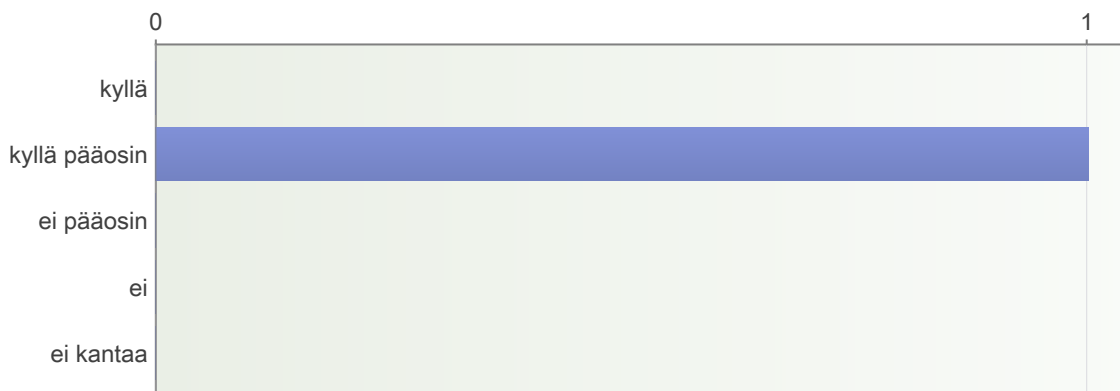 0 1
kyllä
kyllä pääosin
ei pääosin
ei
ei kantaa